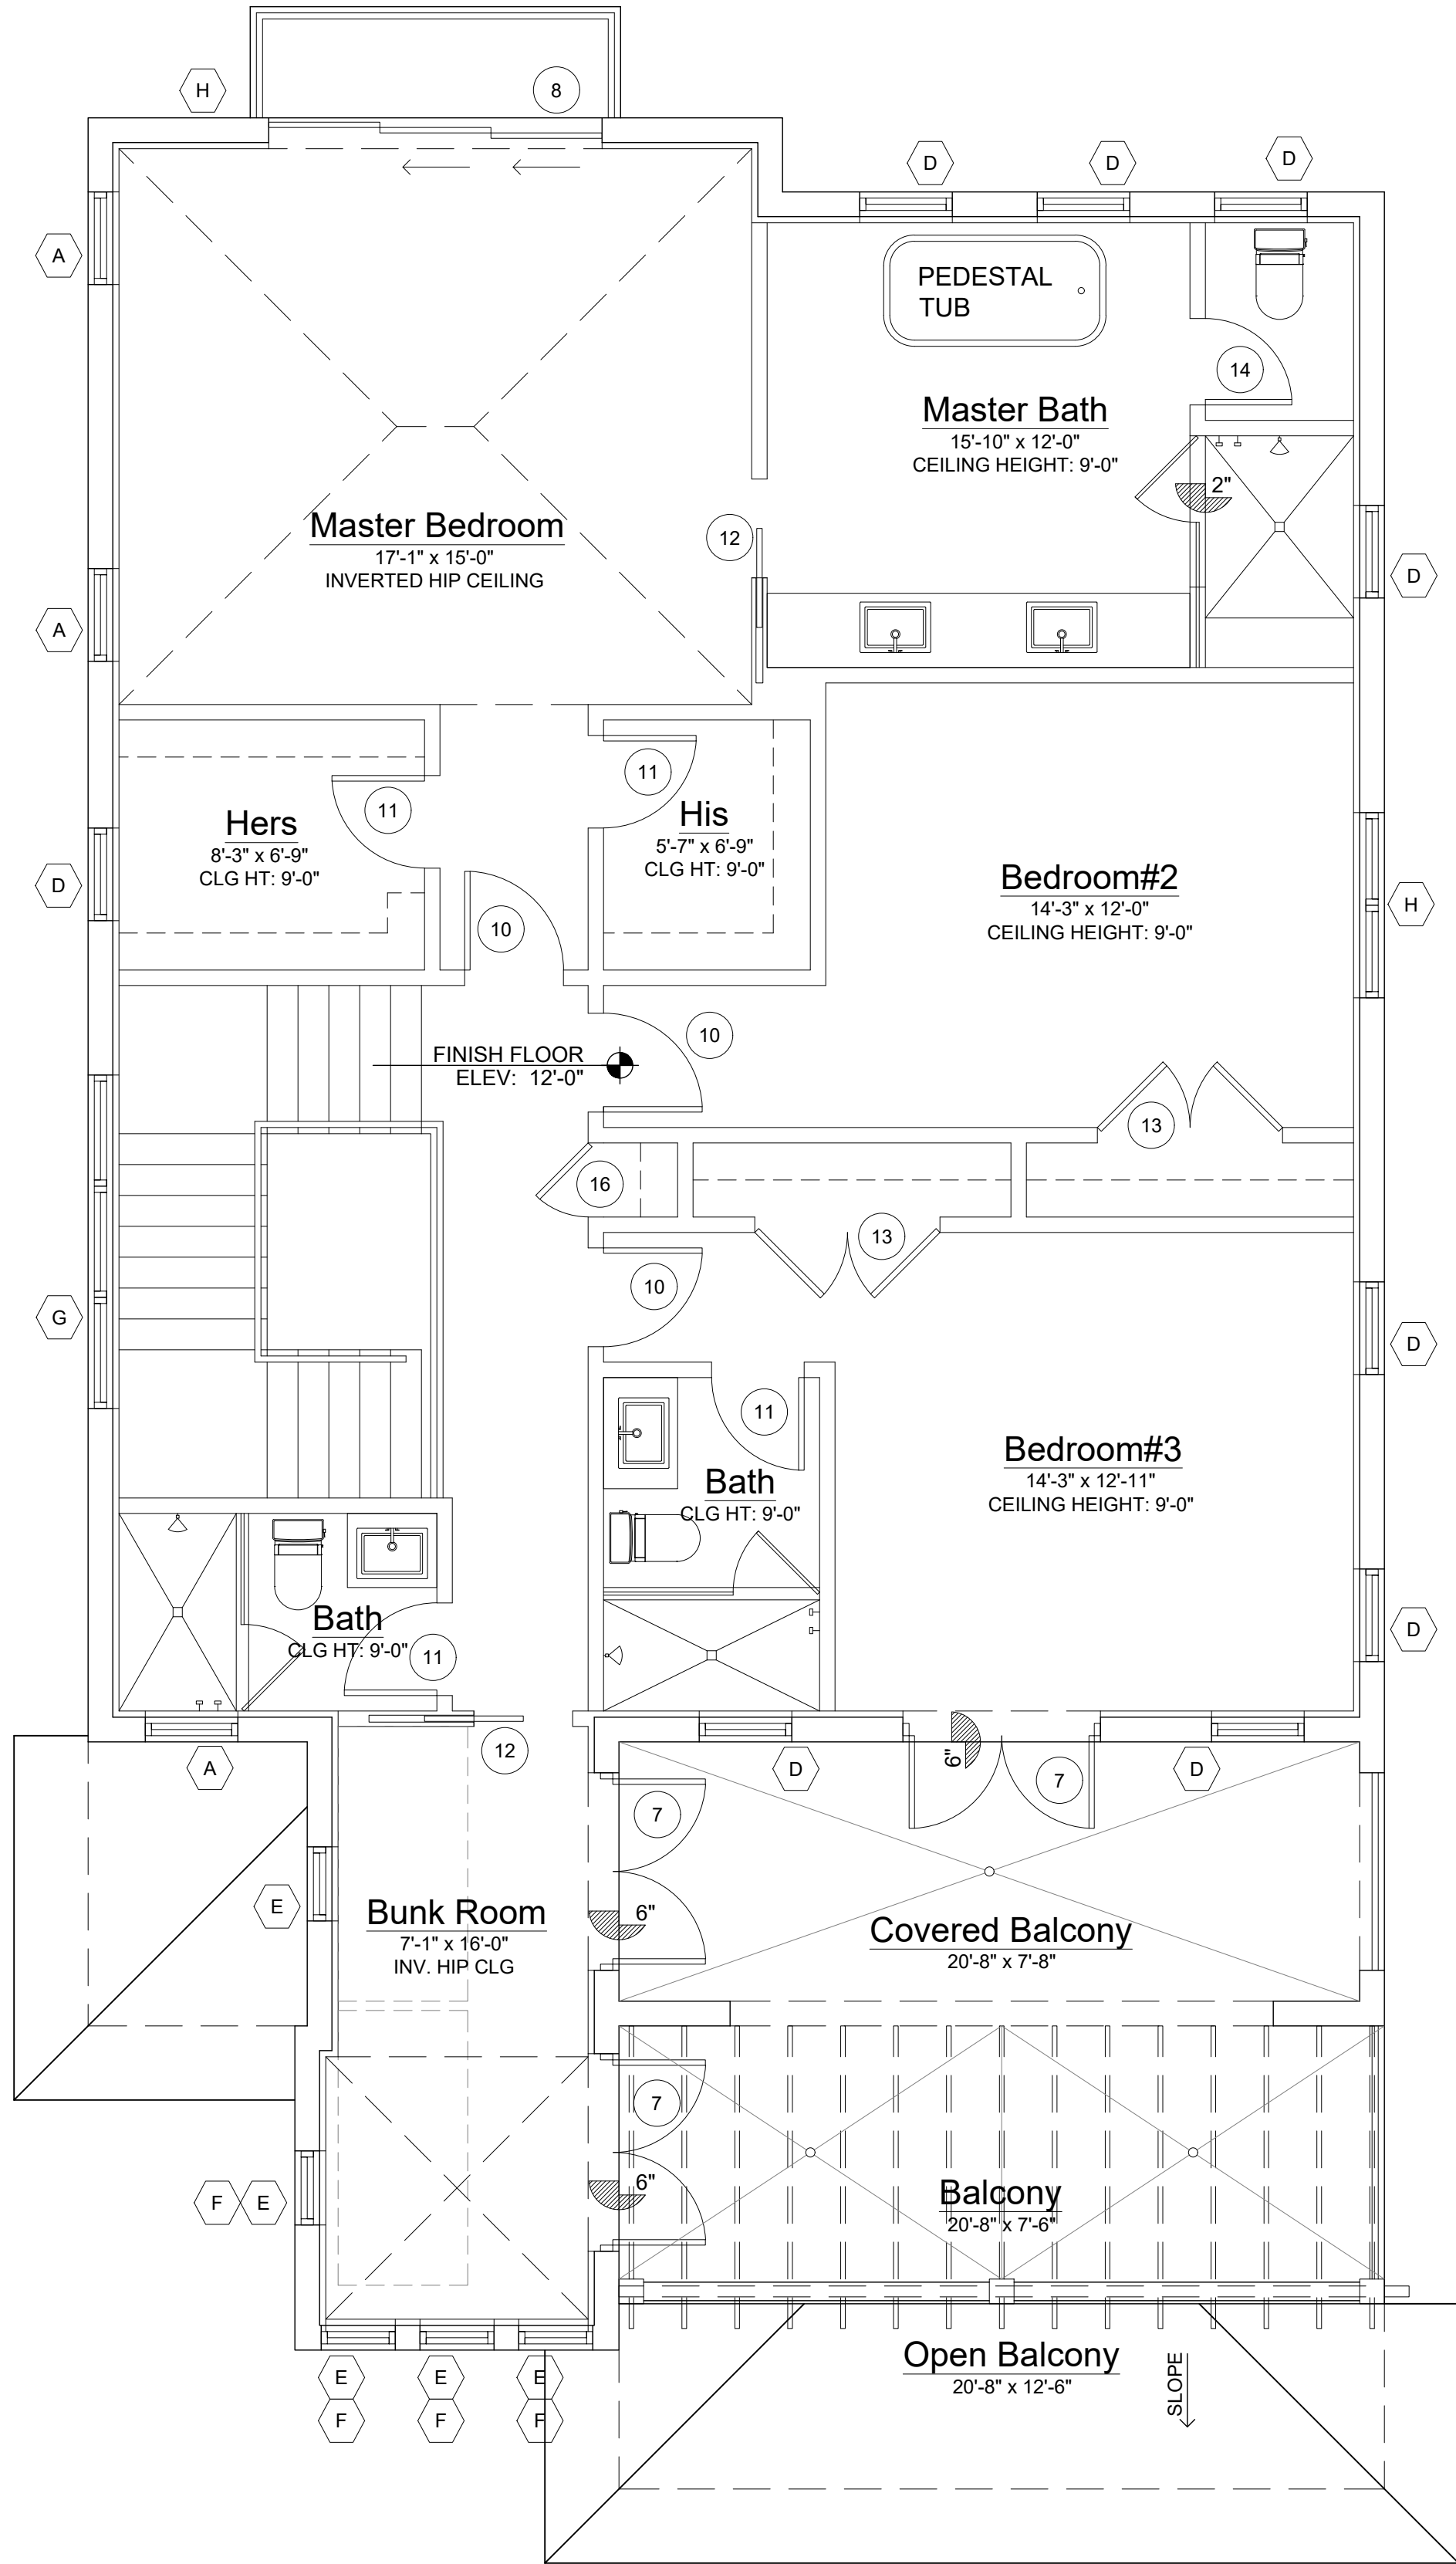 H
8
D
D
D
A
PEDESTAL
TUB
14
Master Bath
15'-10" x 12'-0"
CEILING HEIGHT: 9'-0"
2"
Master Bedroom
17'-1" x 15'-0"
INVERTED HIP CEILING
12
D
A
11
11
Hers
8'-3" x 6'-9"
CLG HT: 9'-0"
His
5'-7" x 6'-9"
CLG HT: 9'-0"
D
Bedroom#2
14'-3" x 12'-0"
CEILING HEIGHT: 9'-0"
H
10
10
FINISH FLOOR
ELEV: 12'-0"
13
16
13
10
G
D
11
Bedroom#3
14'-3" x 12'-11"
CEILING HEIGHT: 9'-0"
Bath
CLG HT: 9'-0"
Bath
CLG HT: 9'-0"
11
D
12
A
D
6"
7
D
7
E
Bunk Room
7'-1" x 16'-0"
INV. HIP CLG
6"
Covered Balcony
20'-8" x 7'-8"
7
F
E
6"
Balcony
20'-8" x 7'-6"
Open Balcony
20'-8" x 12'-6"
SLOPE
E
E
E
F
F
F